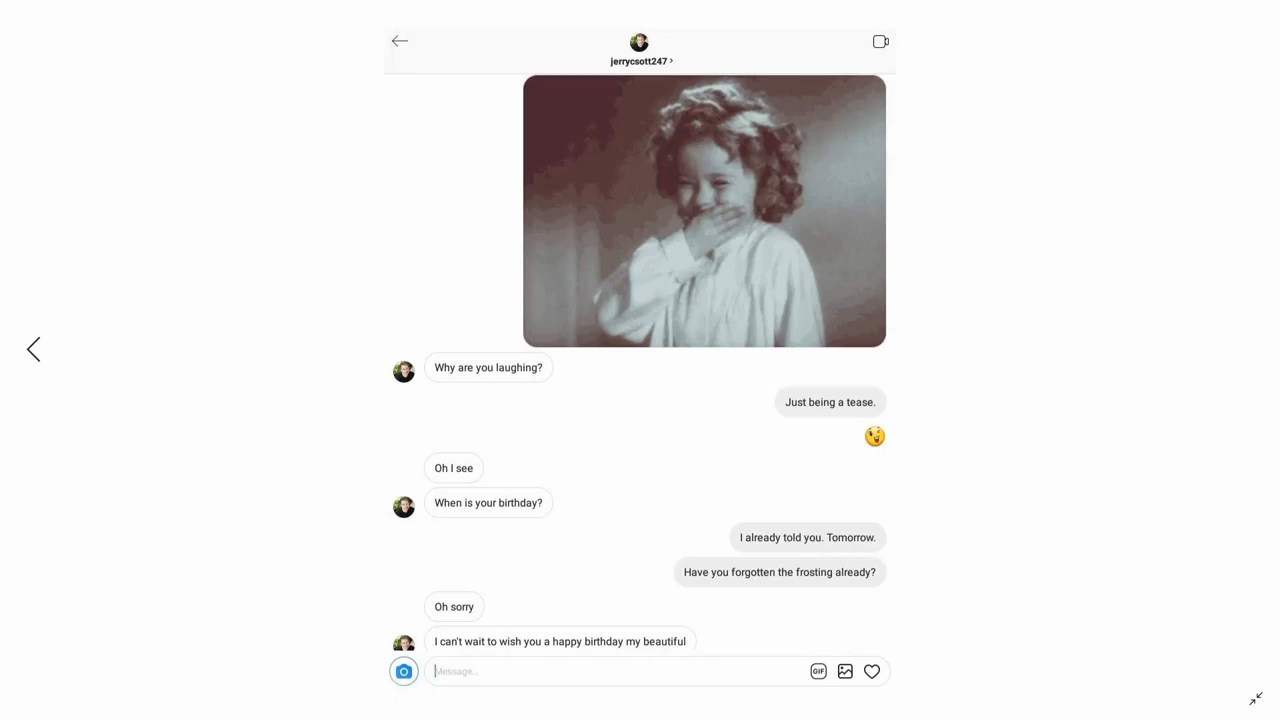 jerrycsott247 >
Why are you laughing?
Just being a tease.
Oh I see
When is your birthday?
I already told you. Tomorrow.
Have you forgotten the frosting already?
Oh sorry
I can't wait to wish you a happy birthday my beautiful
Message...
GIF